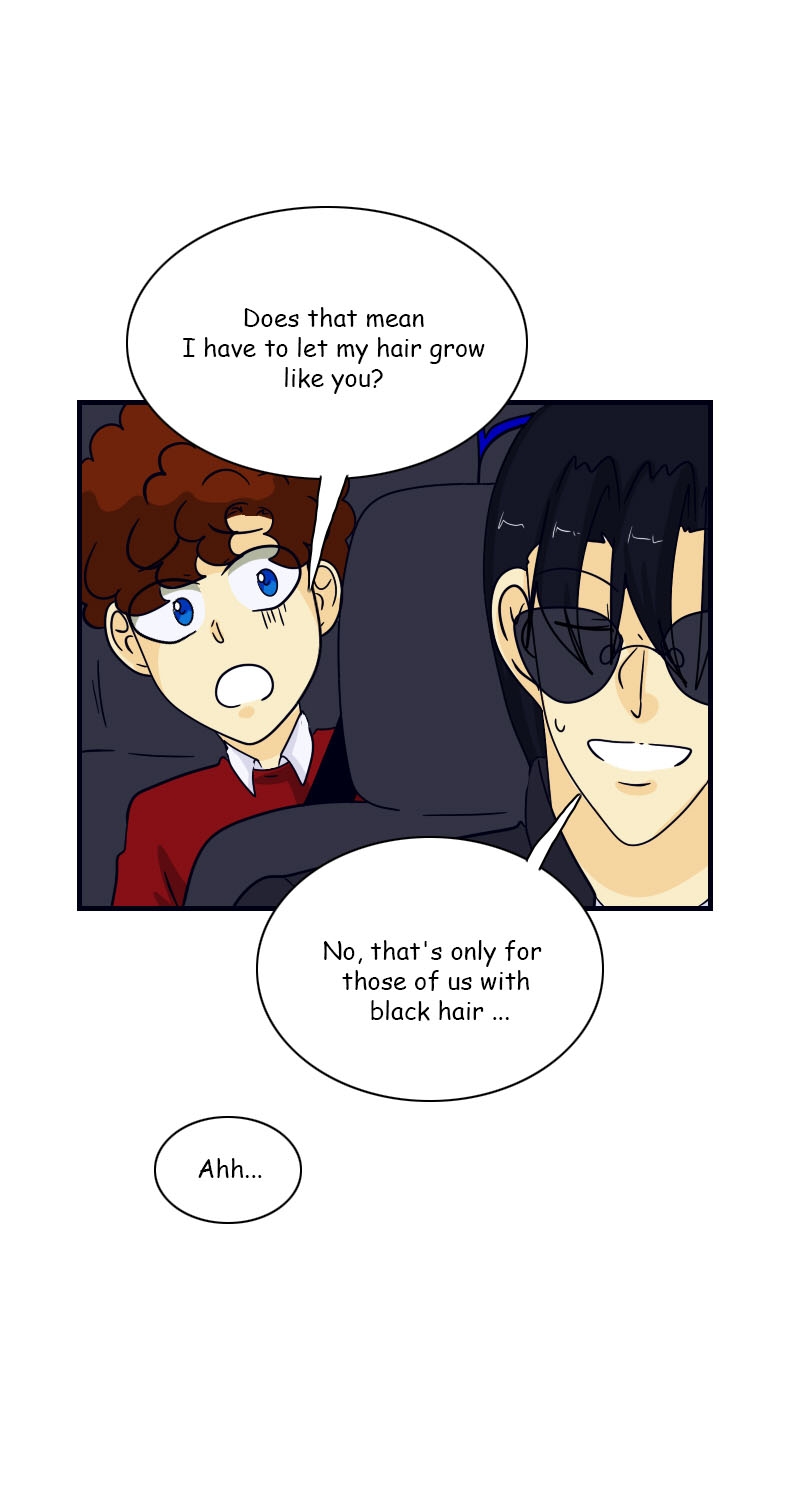 Does that mean
I have to let my hair grow
like you?
No, that's only for
those of us with
black hair ...
Ahh...